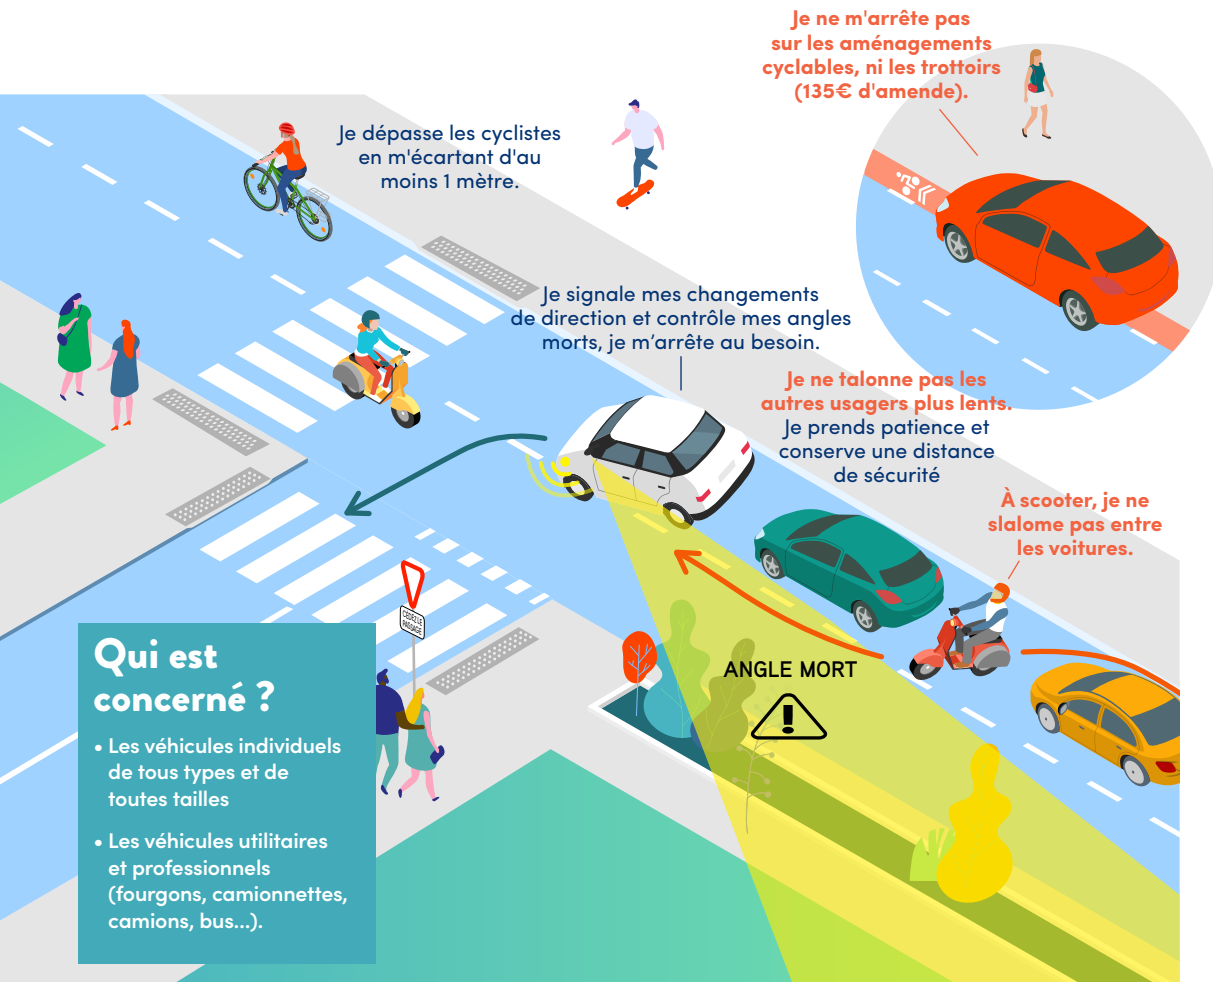 Je ne m'arrête pas
sur les aménagements
cyclables, ni les trottoirs
(135€ d'amende).
Je dépasse les cyclistes
en m'écartant d'au
moins 1 mètre.
Je signale mes changements
de direction et contrôle mes angles
morts, je m’arrête au besoin.
Je ne talonne pas les
autres usagers plus lents.
Je prends patience et
conserve une distance
de sécurité
À scooter, je ne
slalome pas entre
les voitures.
CÉDEZ LE
PASSAGE
ANGLE MORT
!
Qui est
concerné ?
• Les véhicules individuels
de tous types et de
toutes tailles
• Les véhicules utilitaires
et professionnels
(fourgons, camionnettes,
camions, bus...).